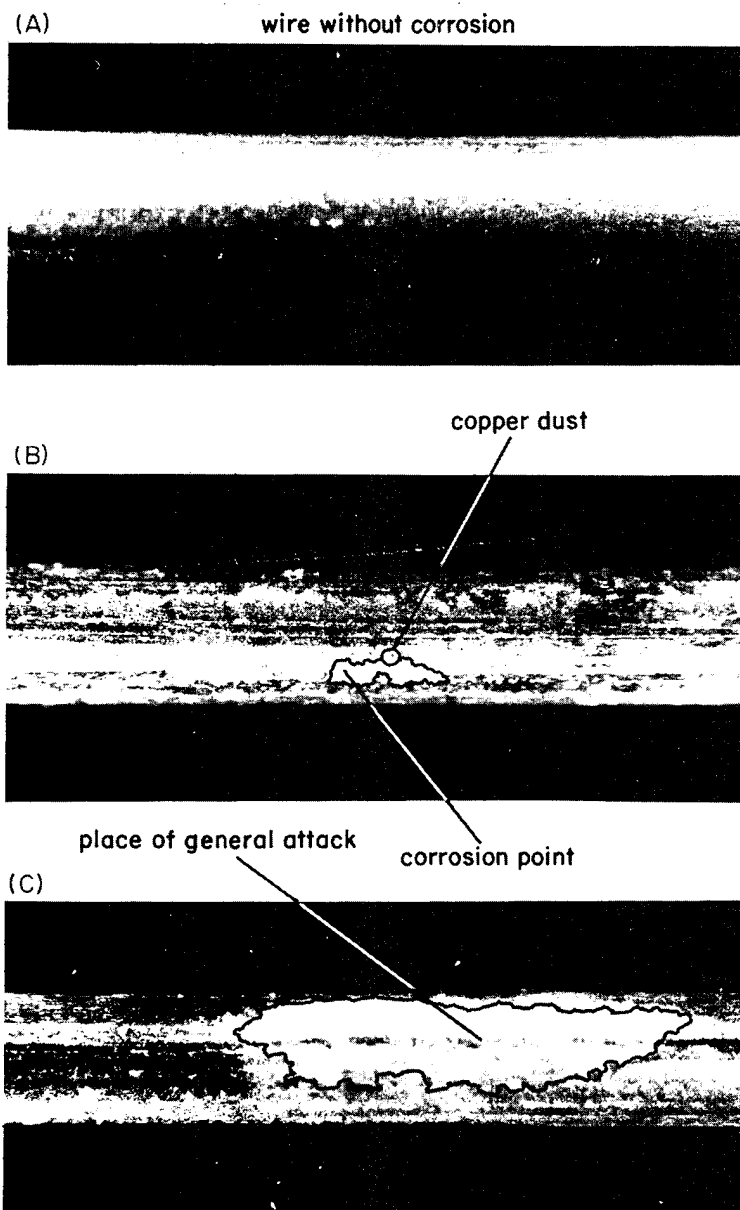 (A) wire without corrosion
copper dust
(B)
place of general attack
corrosion point
(C)